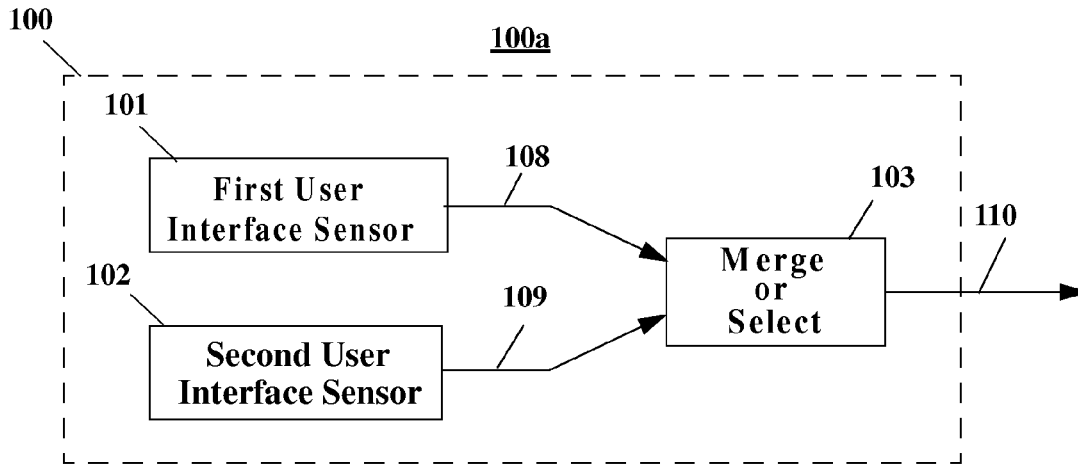 100
100a
101
First User
Interface Sensor
108
103
110
Merge
or
Select
102
109
Second User
Interface Sensor